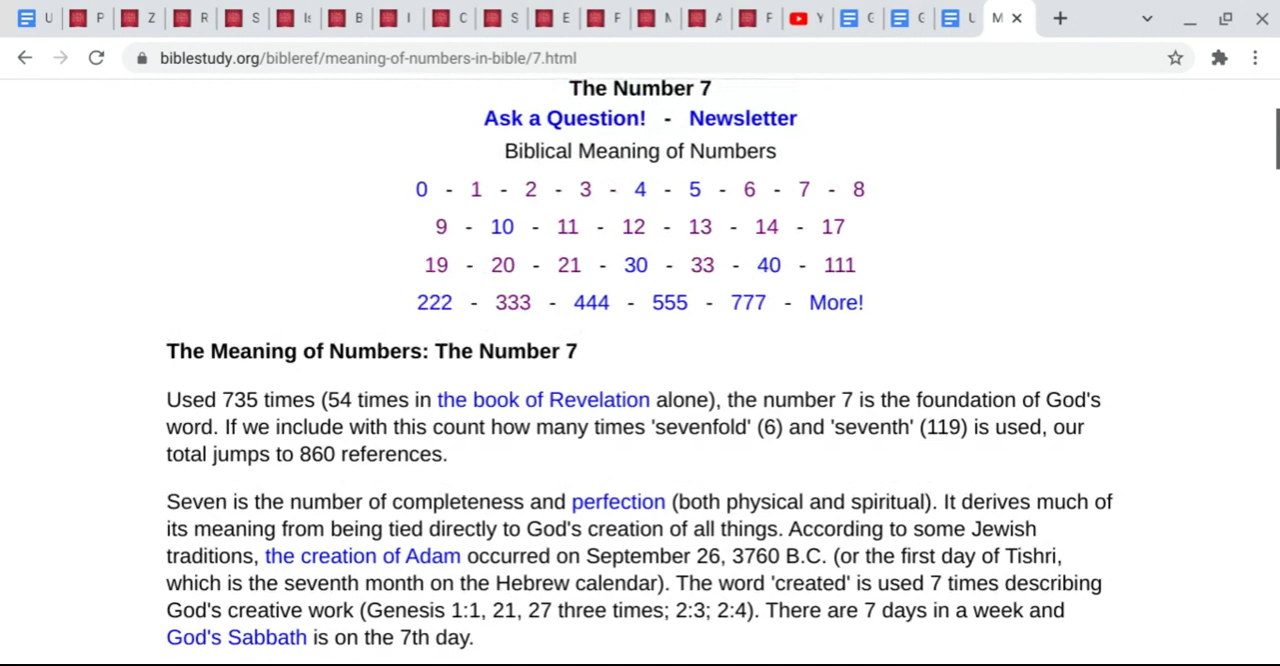 U P Z R S Is B I C S E F M A F Y G G U M
biblestudy.org/bibleref/meaning-of-numbers-in-bible/7.html
The Number 7
Ask a Question! - Newsletter
Biblical Meaning of Numbers
0 - 1 - 2 - 3 - 4 - 5 - 6 - 7 - 8
9 - 10 - 11 - 12 - 13 - 14 - 17
19 - 20 - 21 - 30 - 33 - 40 - 111
222 - 333 - 444 - 555 - 777 - More!
The Meaning of Numbers: The Number 7
Used 735 times (54 times in the book of Revelation alone), the number 7 is the foundation of God's
word. If we include with this count how many times 'sevenfold' (6) and 'seventh' (119) is used, our
total jumps to 860 references.
Seven is the number of completeness and perfection (both physical and spiritual). It derives much of
its meaning from being tied directly to God's creation of all things. According to some Jewish
traditions, the creation of Adam occurred on September 26, 3760 B.C. (or the first day of Tishri,
which is the seventh month on the Hebrew calendar). The word 'created' is used 7 times describing
God's creative work (Genesis 1:1, 21, 27 three times; 2:3; 2:4). There are 7 days in a week and
God's Sabbath is on the 7th day.